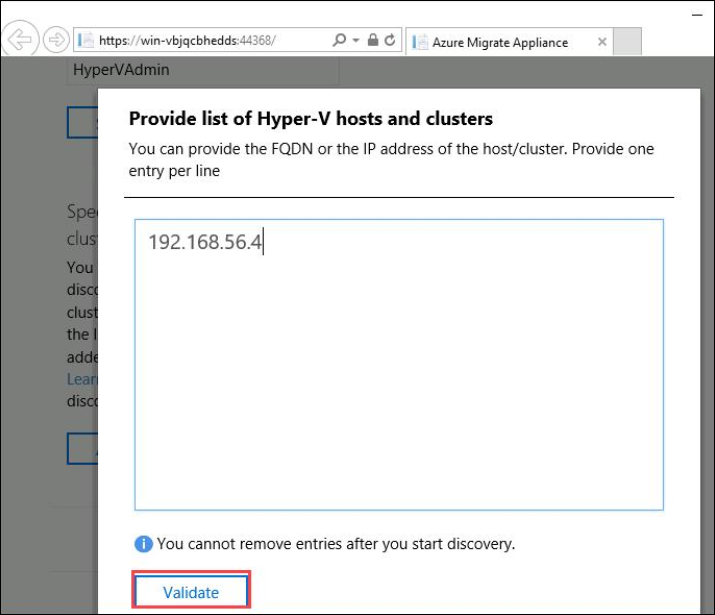 https://win-vbjqcbhedds:44368/
Azure Migrate Appliance
HyperVAdmin
Provide list of Hyper-V hosts and clusters
You can provide the FQDN or the IP address of the host/cluster. Provide one
entry per line
192.168.56.4
Spe
clus
You
disco
clust
the I
adde
Lear
disco
You cannot remove entries after you start discovery.
Validate